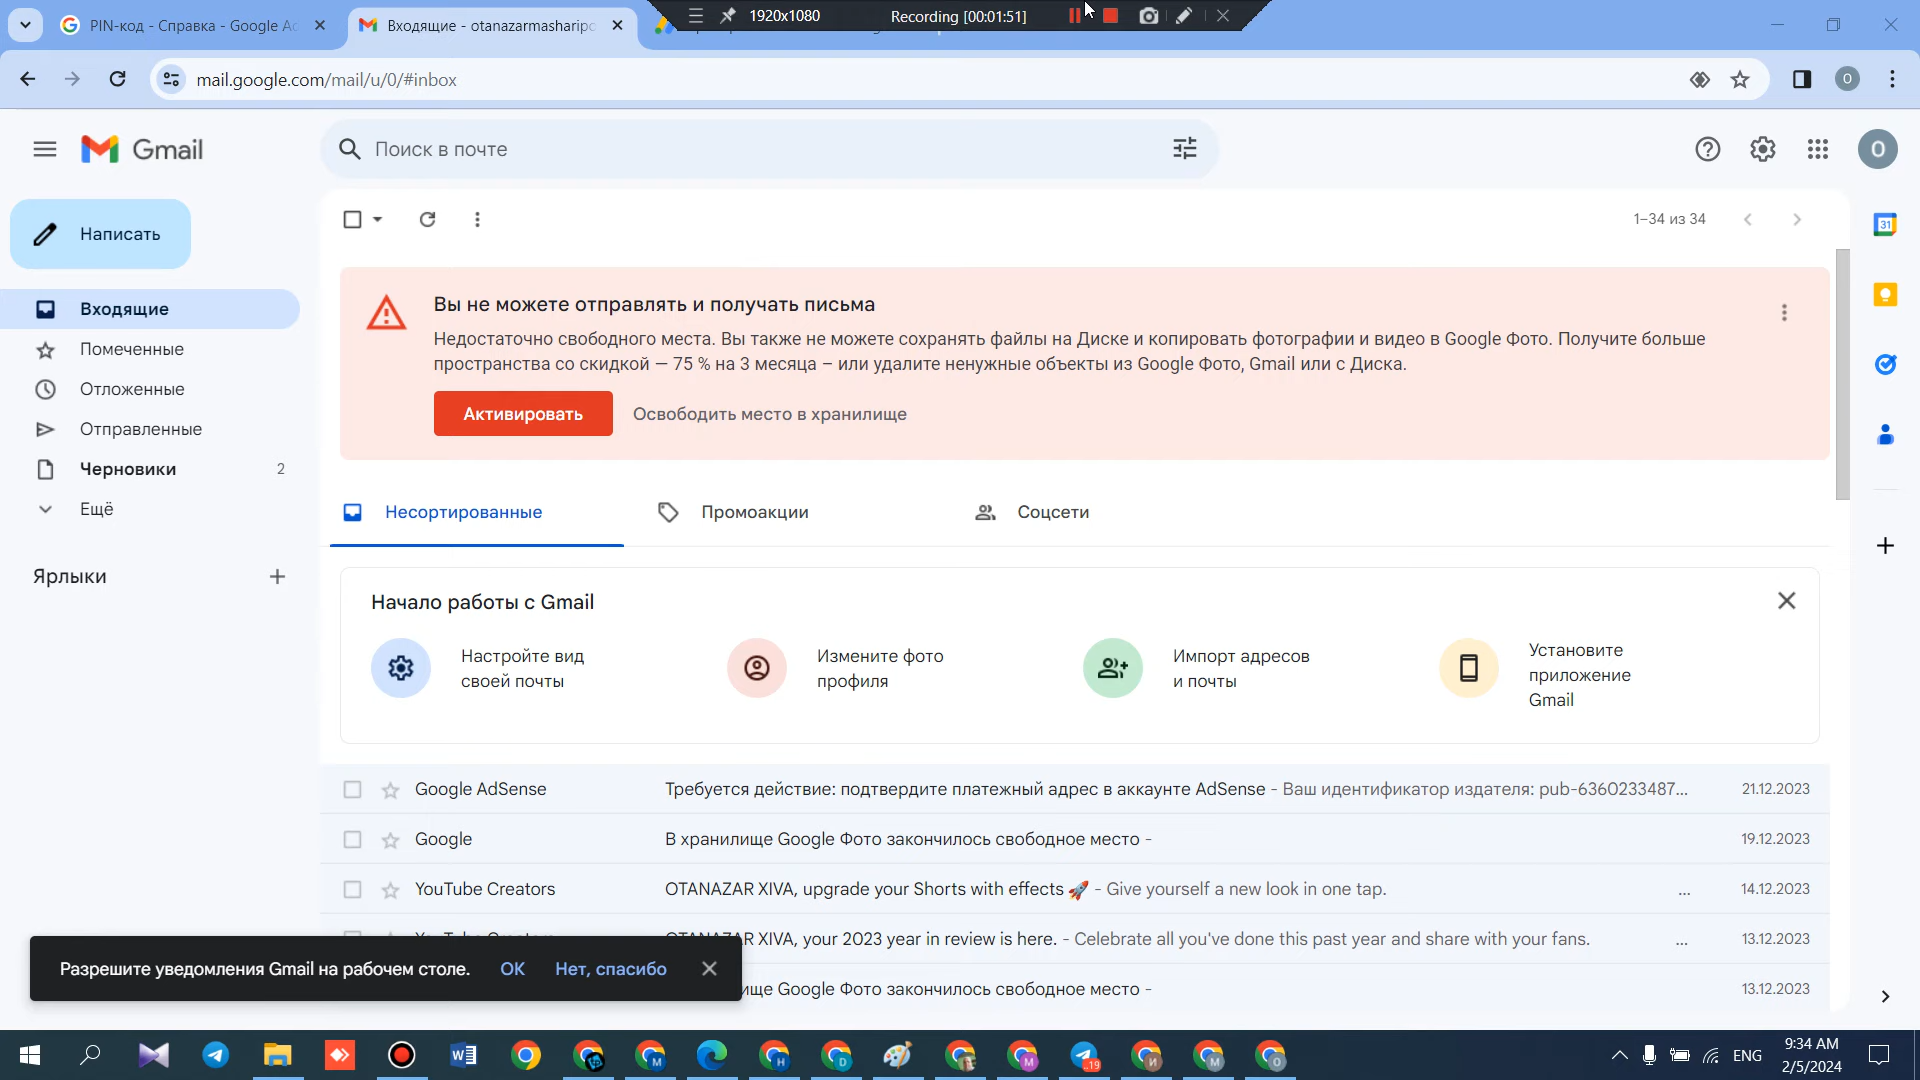 PIN-код - Справка - Google Ad
Входящие - otanazarmasharipo
1920x1080
Recording [00:01:51]
mail.google.com/mail/u/0/#inbox
O
Gmail
Поиск в почте
O
Написать
1–34 из 34
31
Входящие
Помеченные
Отложенные
Отправленные
Черновики 2
Ещё
Ярлыки
Вы не можете отправлять и получать письма
Недостаточно свободного места. Вы также не можете сохранять файлы на Диске и копировать фотографии и видео в Google Фото. Получите больше
пространства со скидкой — 75 % на 3 месяца – или удалите ненужные объекты из Google Фото, Gmail или с Диска.
Активировать Освободить место в хранилище
Несортированные Промоакции Соцсети
Начало работы с Gmail
Настройте вид
своей почты
Измените фото
профиля
Импорт адресов
и почты
Установите
приложение
Gmail
Google AdSense Требуется действие: подтвердите платежный адрес в аккаунте AdSense - Ваш идентификатор издателя: pub-6360233487... 21.12.2023
Google В хранилище Google Фото закончилось свободное место - 19.12.2023
YouTube Creators OTANAZAR XIVA, upgrade your Shorts with effects 🚀 - Give yourself a new look in one tap. ... 14.12.2023
XIVA, your 2023 year in review is here. - Celebrate all you've done this past year and share with your fans. ... 13.12.2023
Google Фото закончилось свободное место - 13.12.2023
Разрешите уведомления Gmail на рабочем столе. ОК Нет, спасибо
19
ENG
9:34 AM
2/5/2024